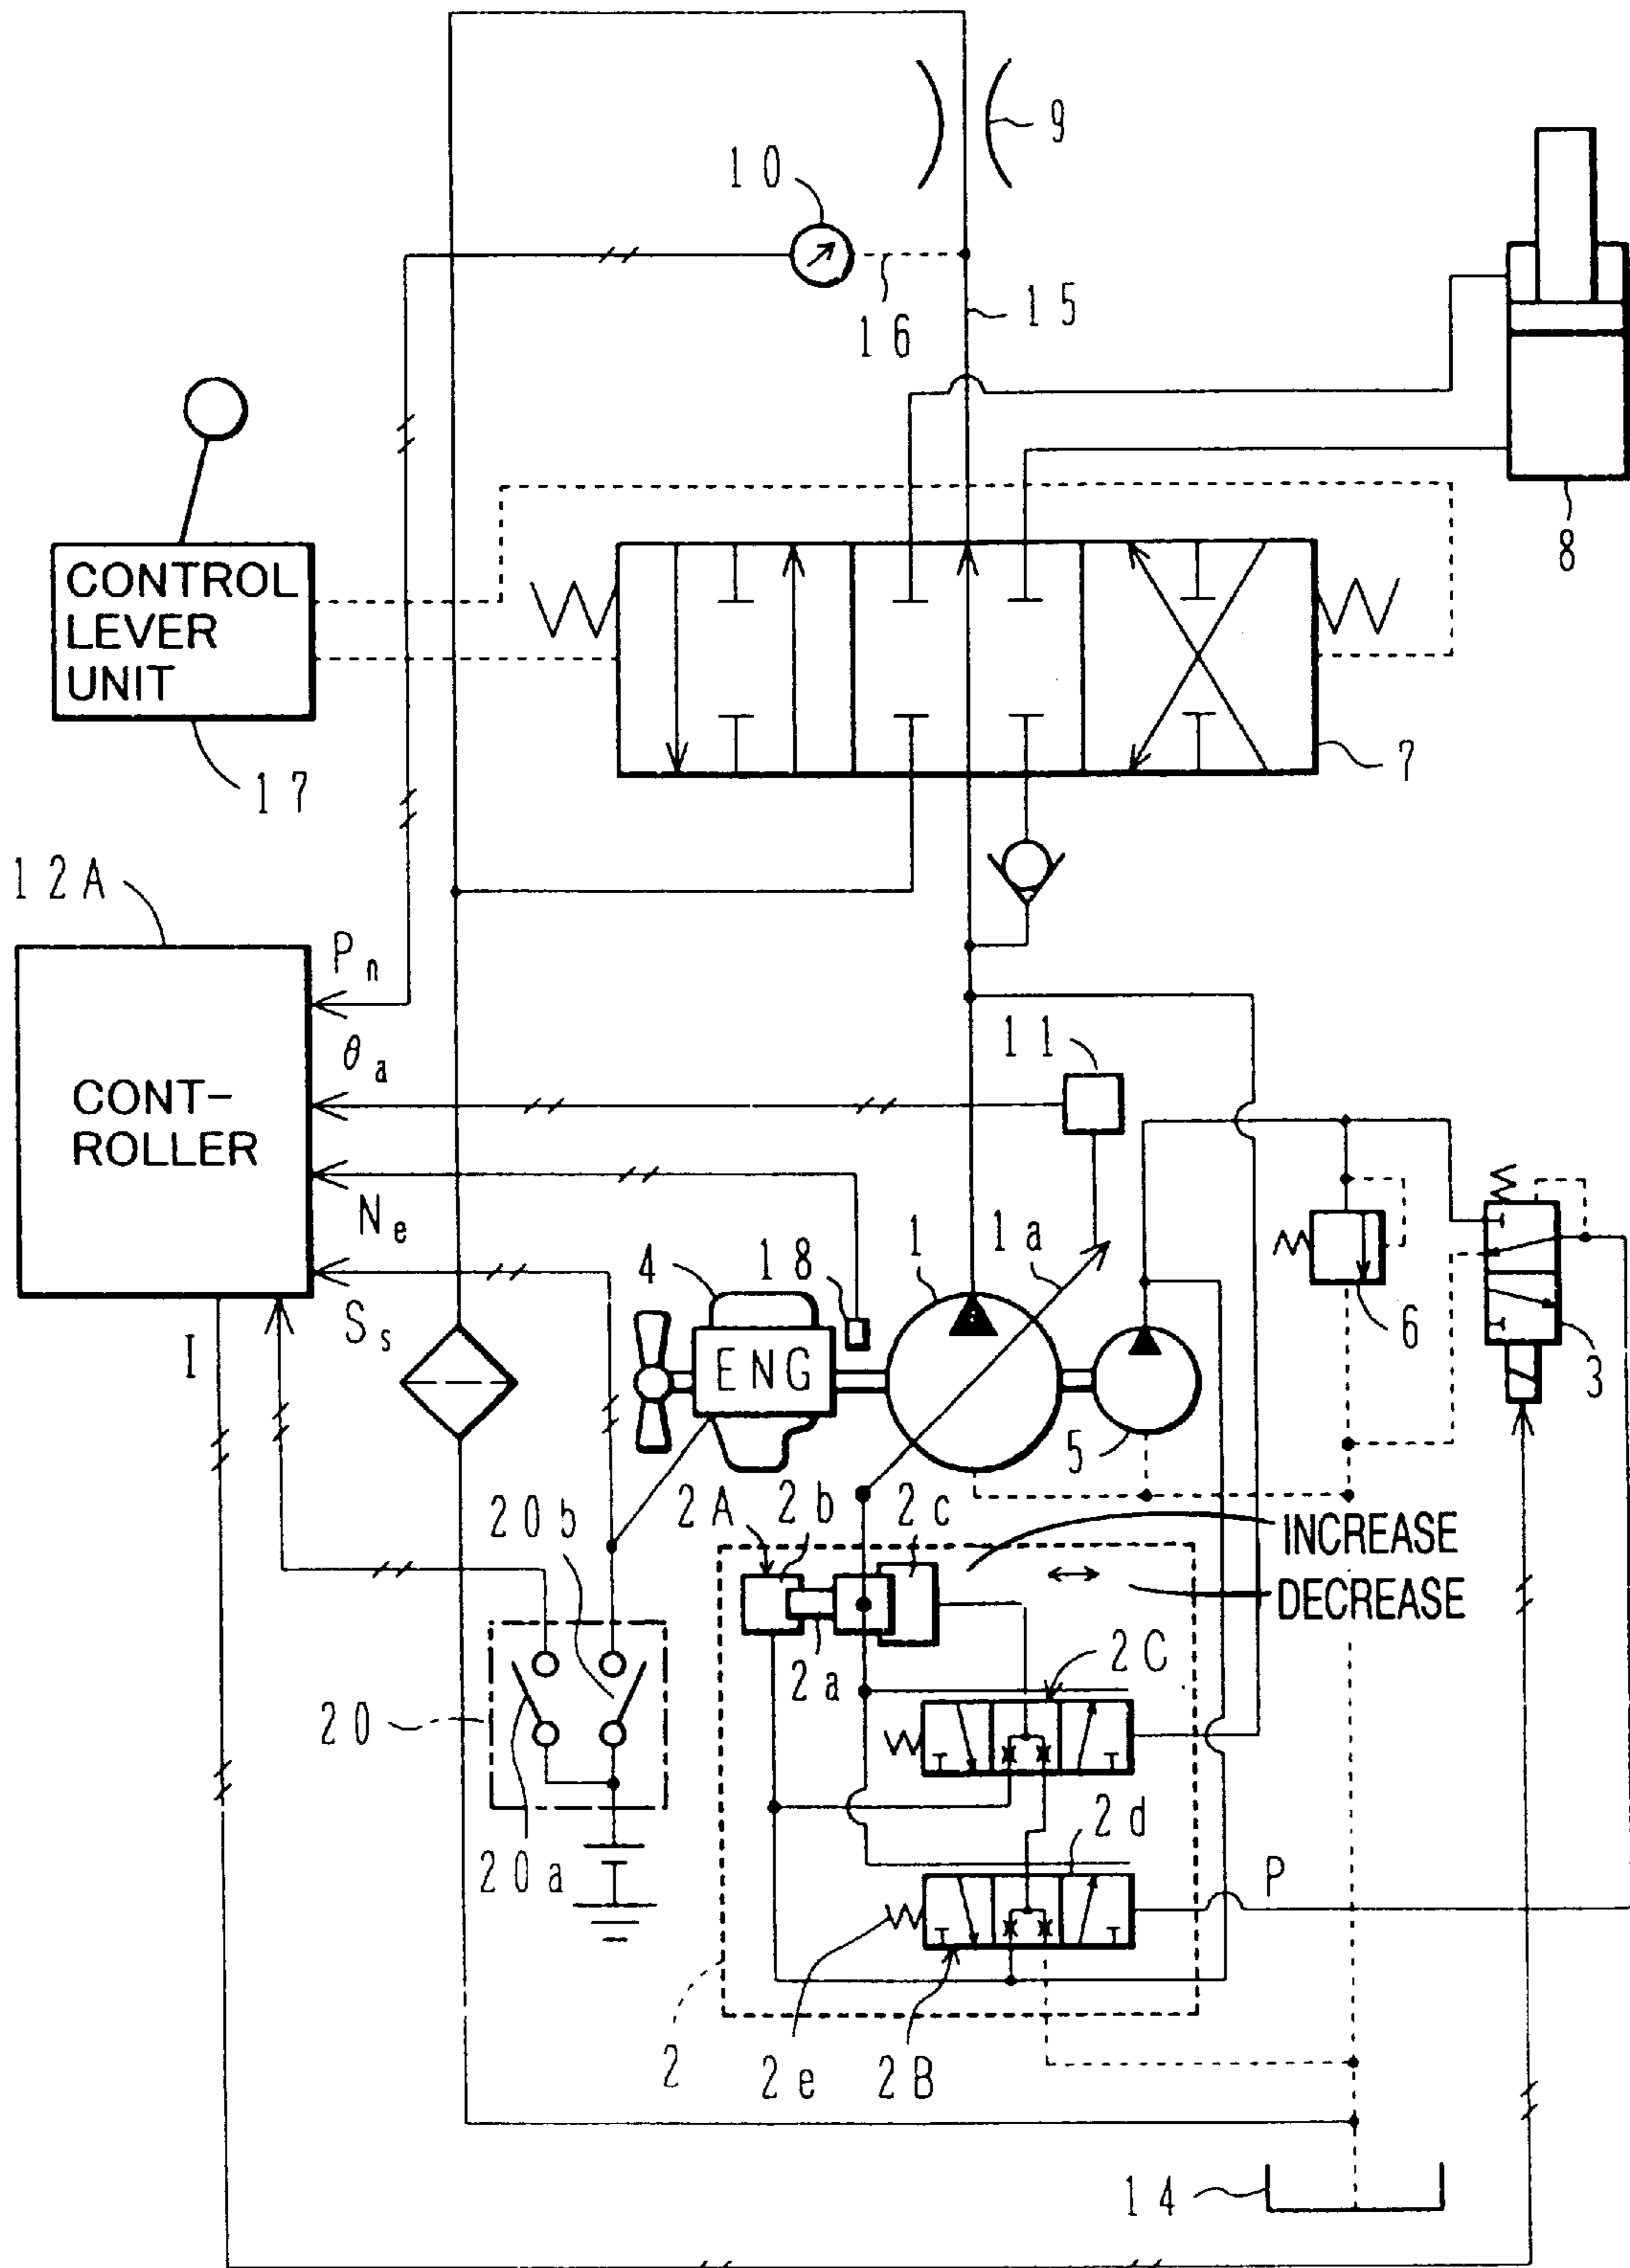 9
10
15
16
8
CONTROL
LEVER
UNIT
7
17
12A
Pn
θa
11
CONT-
ROLLER
Ne
1
1a
18
4
6
Ss
I
ENG
3
5
2A
2b
2c
20b
INCREASE
DECREASE
2a
2C
20
2d
20a
P
2
2e
2B
14